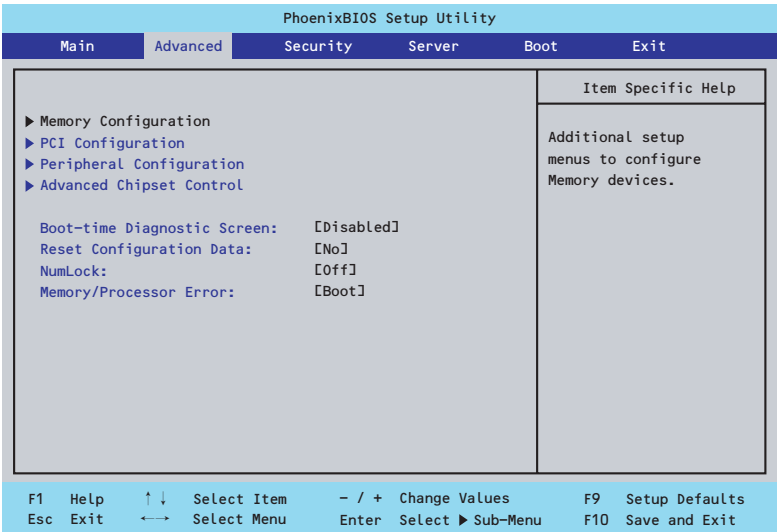 PhoenixBIOS Setup Utility
Main Advanced Security Server Boot Exit
Item Specific Help
▶ Memory Configuration
▶ PCI Configuration
▶ Peripheral Configuration
▶ Advanced Chipset Control
Additional setup
menus to configure
Memory devices.
Boot-time Diagnostic Screen: [Disabled]
Reset Configuration Data: [No]
NumLock: [Off]
Memory/Processor Error: [Boot]
F1 Help ↑↓ Select Item - / + Change Values F9 Setup Defaults
Esc Exit ←→ Select Menu Enter Select ▶ Sub-Menu F10 Save and Exit